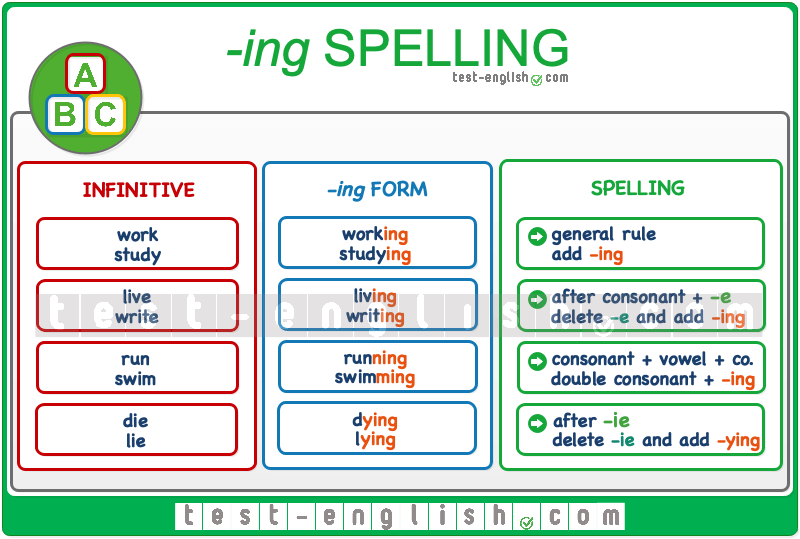 -ing SPELLING
test-english.com
A
B C
INFINITIVE
work
study
live
write
run
swim
die
lie
-ing FORM
working
studying
living
writing
running
swimming
dying
lying
SPELLING
general rule
add -ing
after consonant + -e
delete -e and add -ing
consonant + vowel + co.
double consonant + -ing
after -ie
delete -ie and add -ying
test-english.com
test-english.com